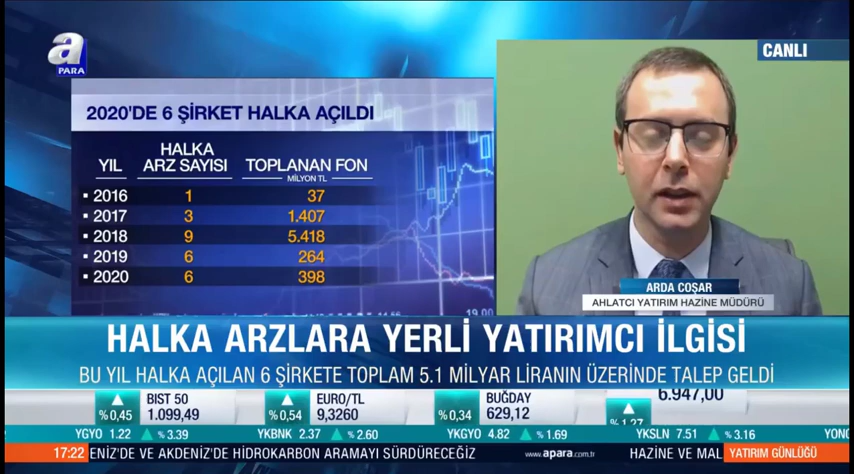 a
PARA
CANLI
2020'DE 6 ŞİRKET HALKA AÇILDI
YIL HALKA ARZ SAYISI TOPLANAN FON
MİLYON TL
2016 1 37
2017 3 1.407
2018 9 5.418
2019 6 264
2020 6 398
ARDA COŞAR
AHLATCI YATIRIM HAZİNE MÜDÜRÜ
HALKA ARZLARA YERLİ YATIRIMCI İLGİSİ
BU YIL HALKA AÇILAN 6 ŞİRKETE TOPLAM 5.1 MİLYAR LİRANIN ÜZERİNDE TALEP GELDİ
%0,45 BIST 50 1.099,49 %0,54 EURO/TL 9,3260 %0,34 BUĞDAY 629,12 %1,27 6.947,00
YGYO 1.22 %3.39 YKBNK 2.37 %2.60 YKGYO 4.82 %1.69 YKSLN 7.51 %3.16 YONG
17:22 ENİZ'DE VE AKDENİZ'DE HİDROKARBON ARAMAYI SÜRDÜRECEĞİZ www.apara.com.tr HAZİNE VE MAL YATIRIM GÜNLÜĞÜ